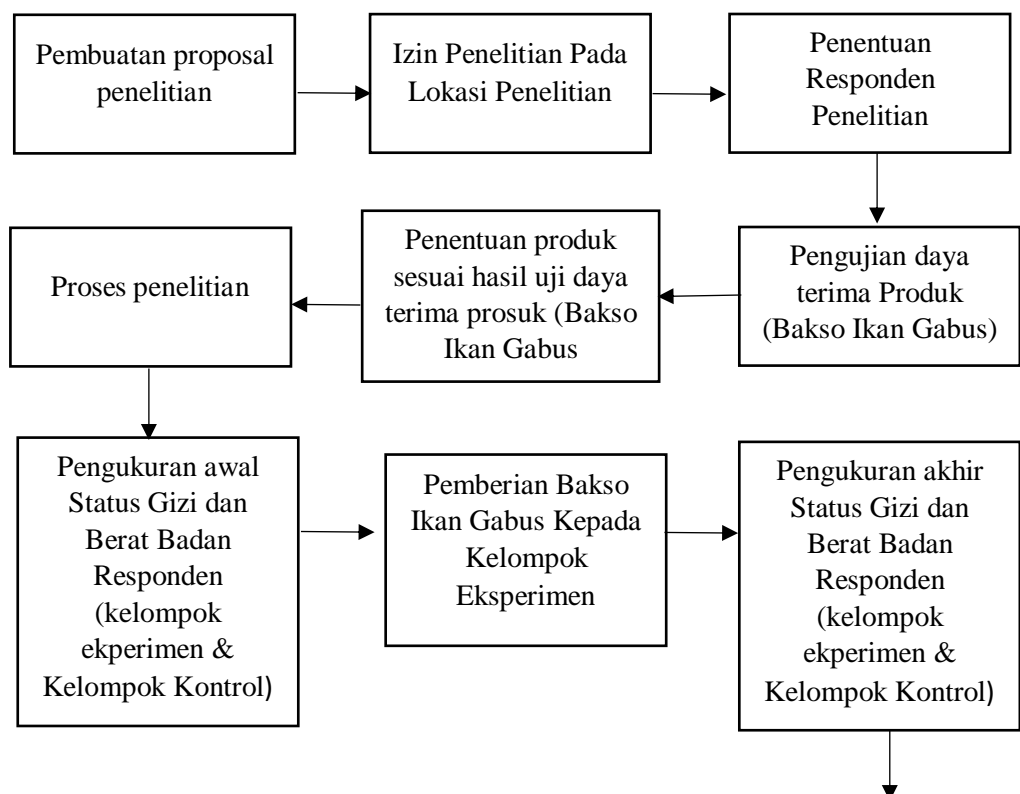 Pembuatan proposal
penelitian
Izin Penelitian Pada
Lokasi Penelitian
Penentuan
Responden
Penelitian
Pengujian daya
terima Produk
(Bakso Ikan Gabus)
Penentuan produk
sesuai hasil uji daya
terima prosuk (Bakso
Ikan Gabus
Proses penelitian
Pengukuran awal
Status Gizi dan
Berat Badan
Responden
(kelompok
ekperimen &
Kelompok Kontrol)
Pemberian Bakso
Ikan Gabus Kepada
Kelompok
Eksperimen
Pengukuran akhir
Status Gizi dan
Berat Badan
Responden
(kelompok
ekperimen &
Kelompok Kontrol)